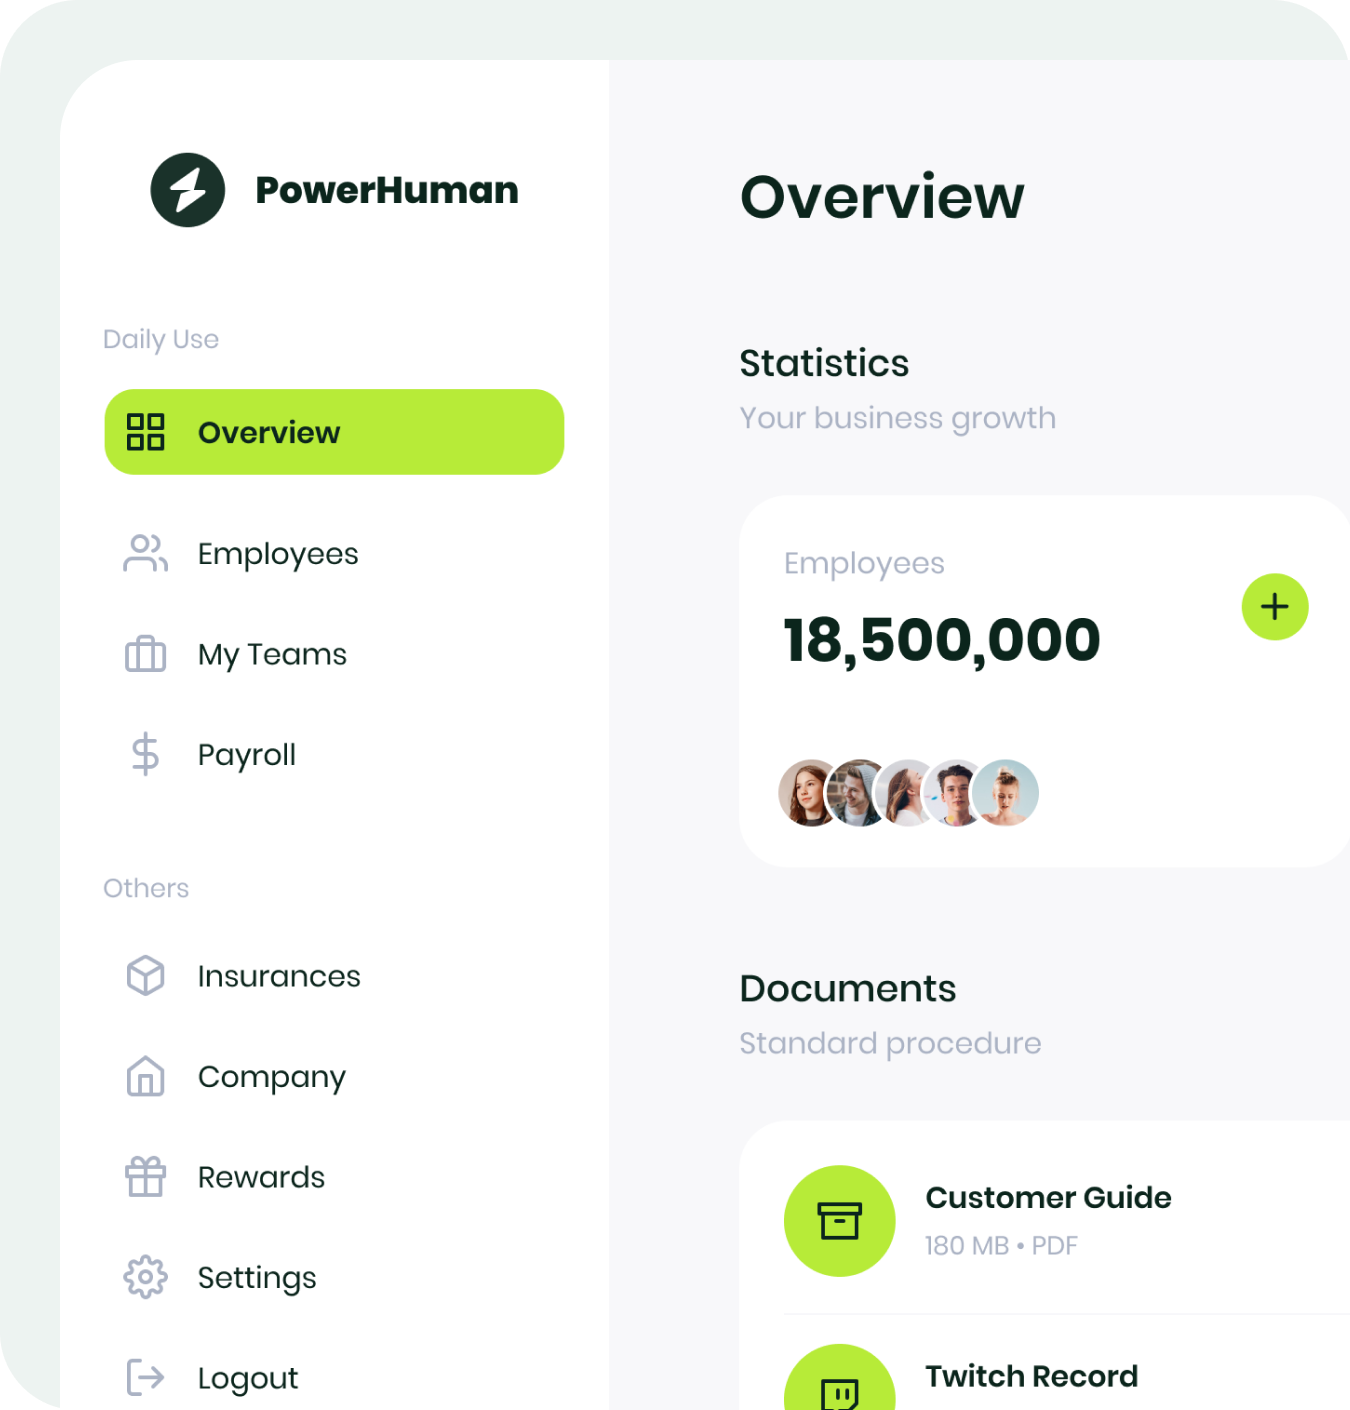 PowerHuman
Daily Use
Overview
Employees
My Teams
Payroll
Others
Insurances
Company
Rewards
Settings
Logout
Overview
Statistics
Your business growth
Employees
18,500,000
Documents
Standard procedure
Customer Guide
180 MB • PDF
Twitch Record